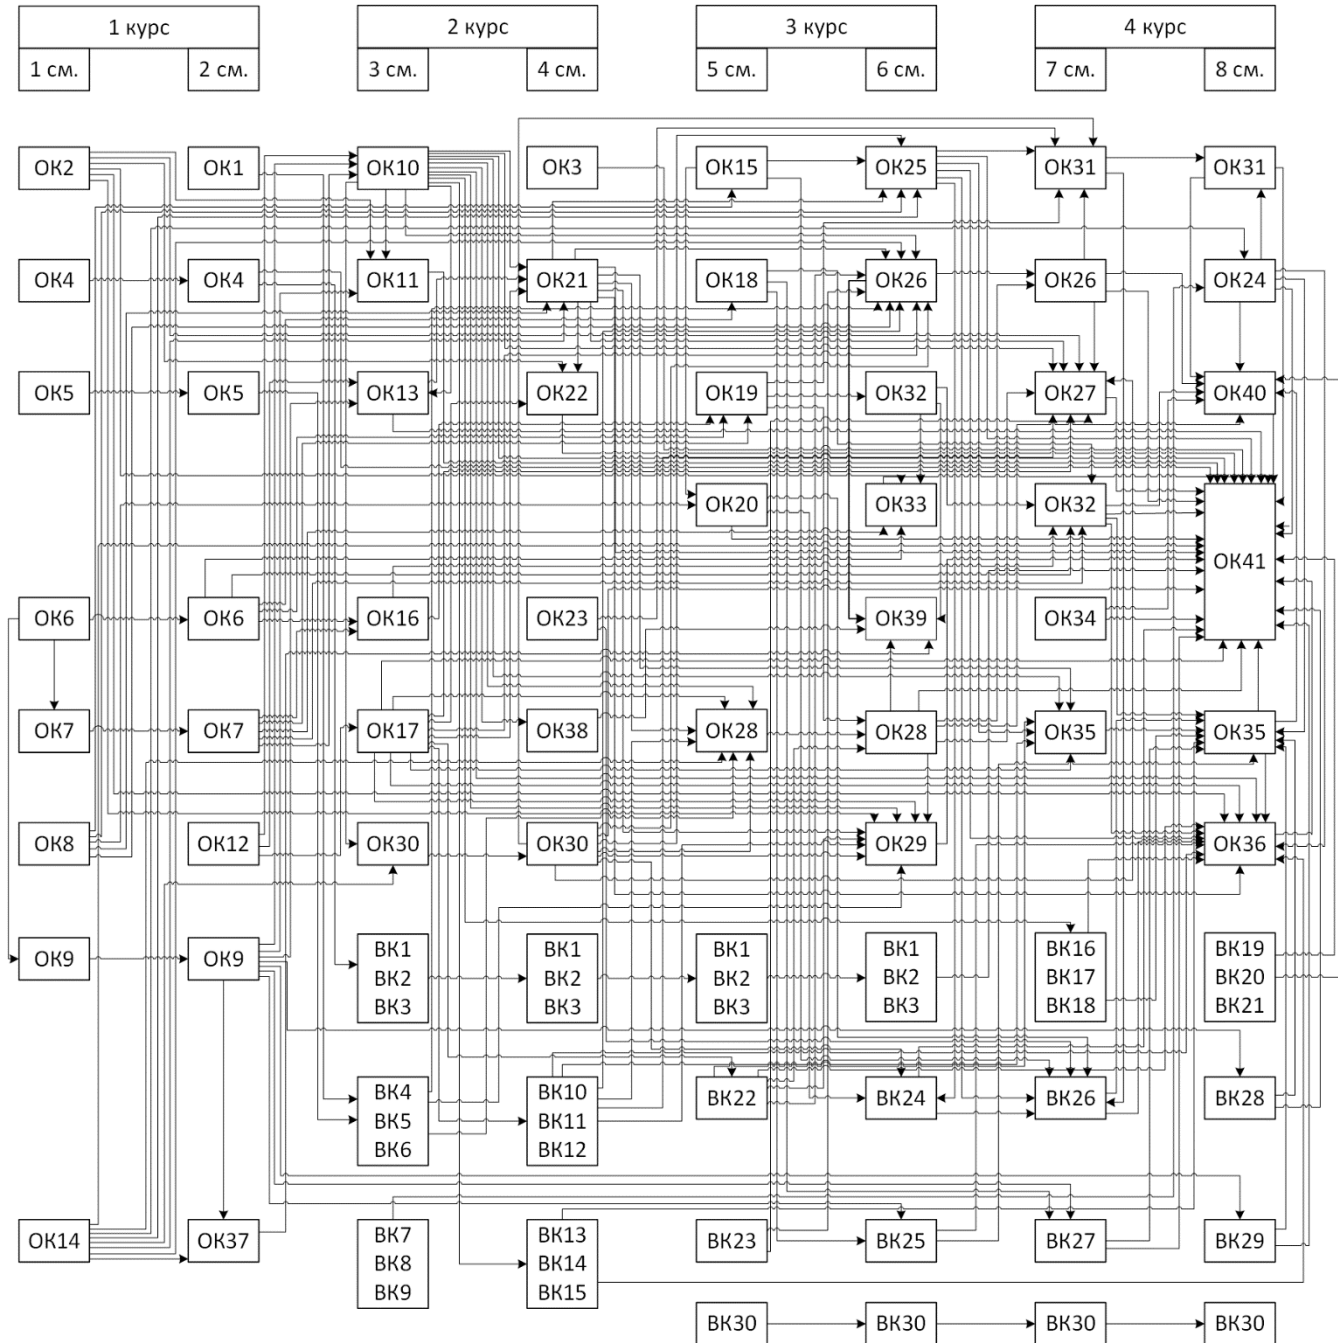 1 курс 2 курс 3 курс 4 курс
1 см. 2 см. 3 см. 4 см. 5 см. 6 см. 7 см. 8 см.
ОК2 ОК1 ОК10 ОК3 ОК15 ОК25 ОК31 ОК31
ОК4 ОК4 ОК11 ОК21 ОК18 ОК26 ОК26 ОК24
ОК5 ОК5 ОК13 ОК22 ОК19 ОК32 ОК27 ОК40
ОК20 ОК33 ОК32
ОК41
ОК6 ОК6 ОК16 ОК23 ОК39 ОК34
ОК7 ОК7 ОК17 ОК38 ОК28 ОК28 ОК35 ОК35
ОК8 ОК12 ОК30 ОК30 ОК29 ОК36
ВК1 ВК1 ВК1 ВК1 ВК16 ВК19
ОК9 ОК9 ВК2 ВК2 ВК2 ВК2 ВК17 ВК20
ВК3 ВК3 ВК3 ВК3 ВК18 ВК21
ВК4 ВК10 ВК22 ВК24 ВК26 ВК28
ВК5 ВК11
ВК6 ВК12
ОК14 ОК37 ВК7 ВК13 ВК23 ВК25 ВК27 ВК29
ВК8 ВК14
ВК9 ВК15
ВК30 ВК30 ВК30 ВК30